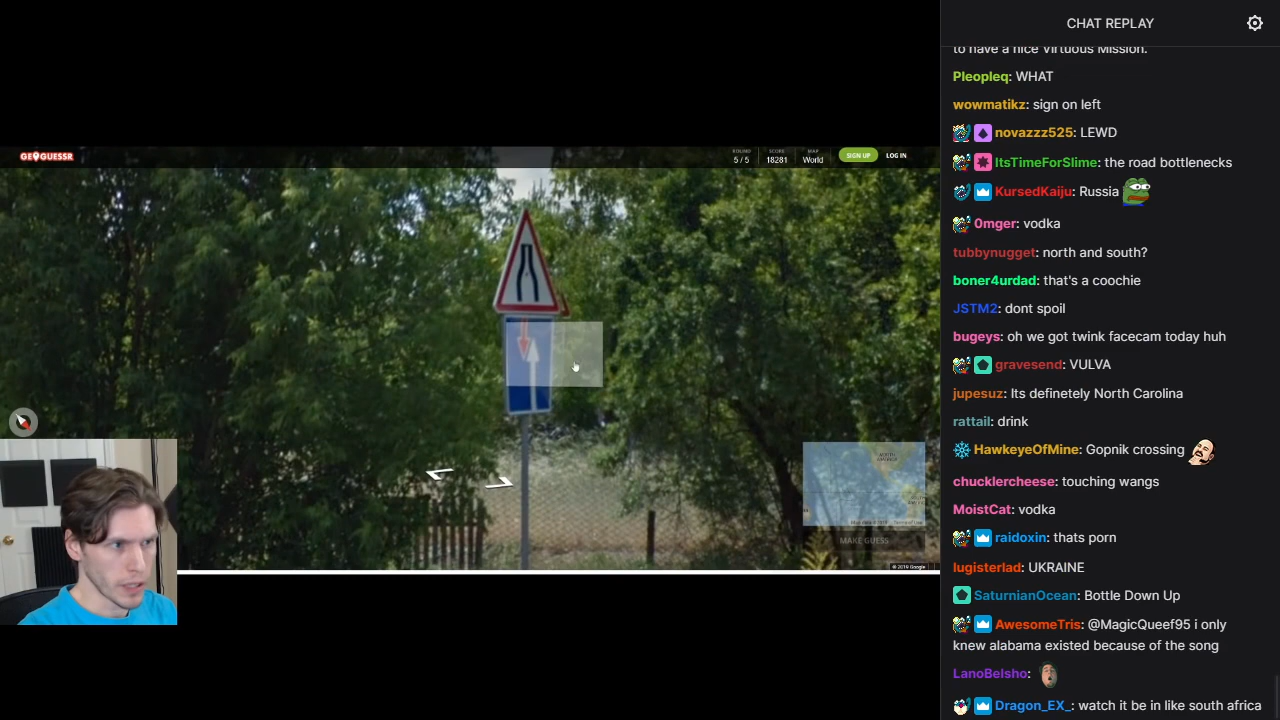 CHAT REPLAY
to have a nice Virtuous Mission.
Pleopleq: WHAT
wowmatikz: sign on left
novazzz525: LEWD
ItsTimeForSlime: the road bottlenecks
KursedKaiju: Russia
0mger: vodka
tubbynugget: north and south?
boner4urdad: that's a coochie
JSTM2: dont spoil
bugeys: oh we got twink facecam today huh
gravesend: VULVA
jupesuz: Its definetely North Carolina
rattail: drink
HawkeyeOfMine: Gopnik crossing
chucklercheese: touching wangs
MoistCat: vodka
raidoxin: thats porn
lugisterlad: UKRAINE
SaturnianOcean: Bottle Down Up
AwesomeTris: @MagicQueef95 i only
knew alabama existed because of the song
LanoBelsho:
Dragon_EX_: watch it be in like south africa
GEOGUESSR
ROUND
5 / 5
SCORE
18281
MAP
World
SIGN UP
LOG IN
MAKE GUESS
© 2019 Google